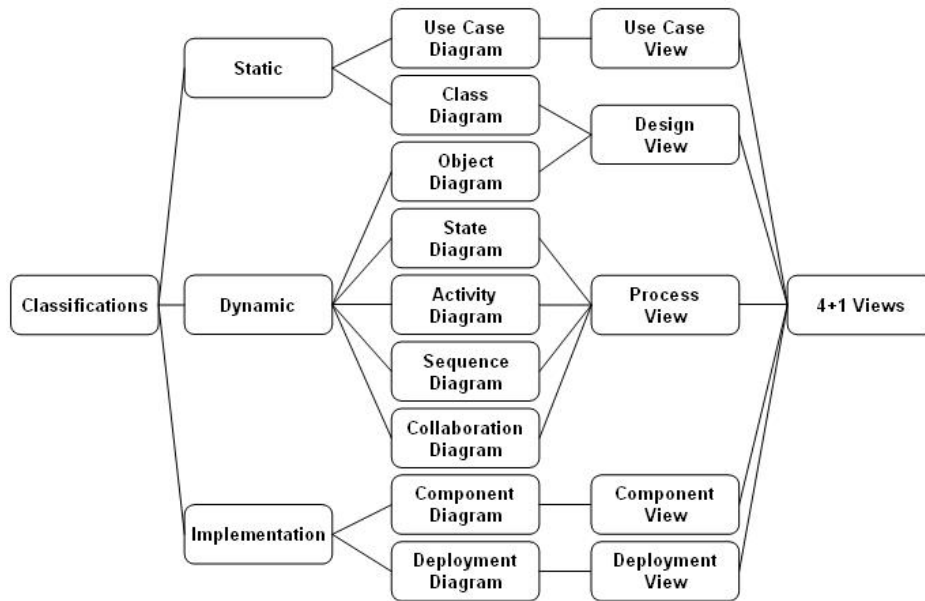 Use Case
Diagram
Use Case
View
Static
Class
Diagram
Design
View
Object
Diagram
State
Diagram
Classifications
Dynamic
Activity
Diagram
Process
View
4+1 Views
Sequence
Diagram
Collaboration
Diagram
Component
Diagram
Component
View
Implementation
Deployment
Diagram
Deployment
View